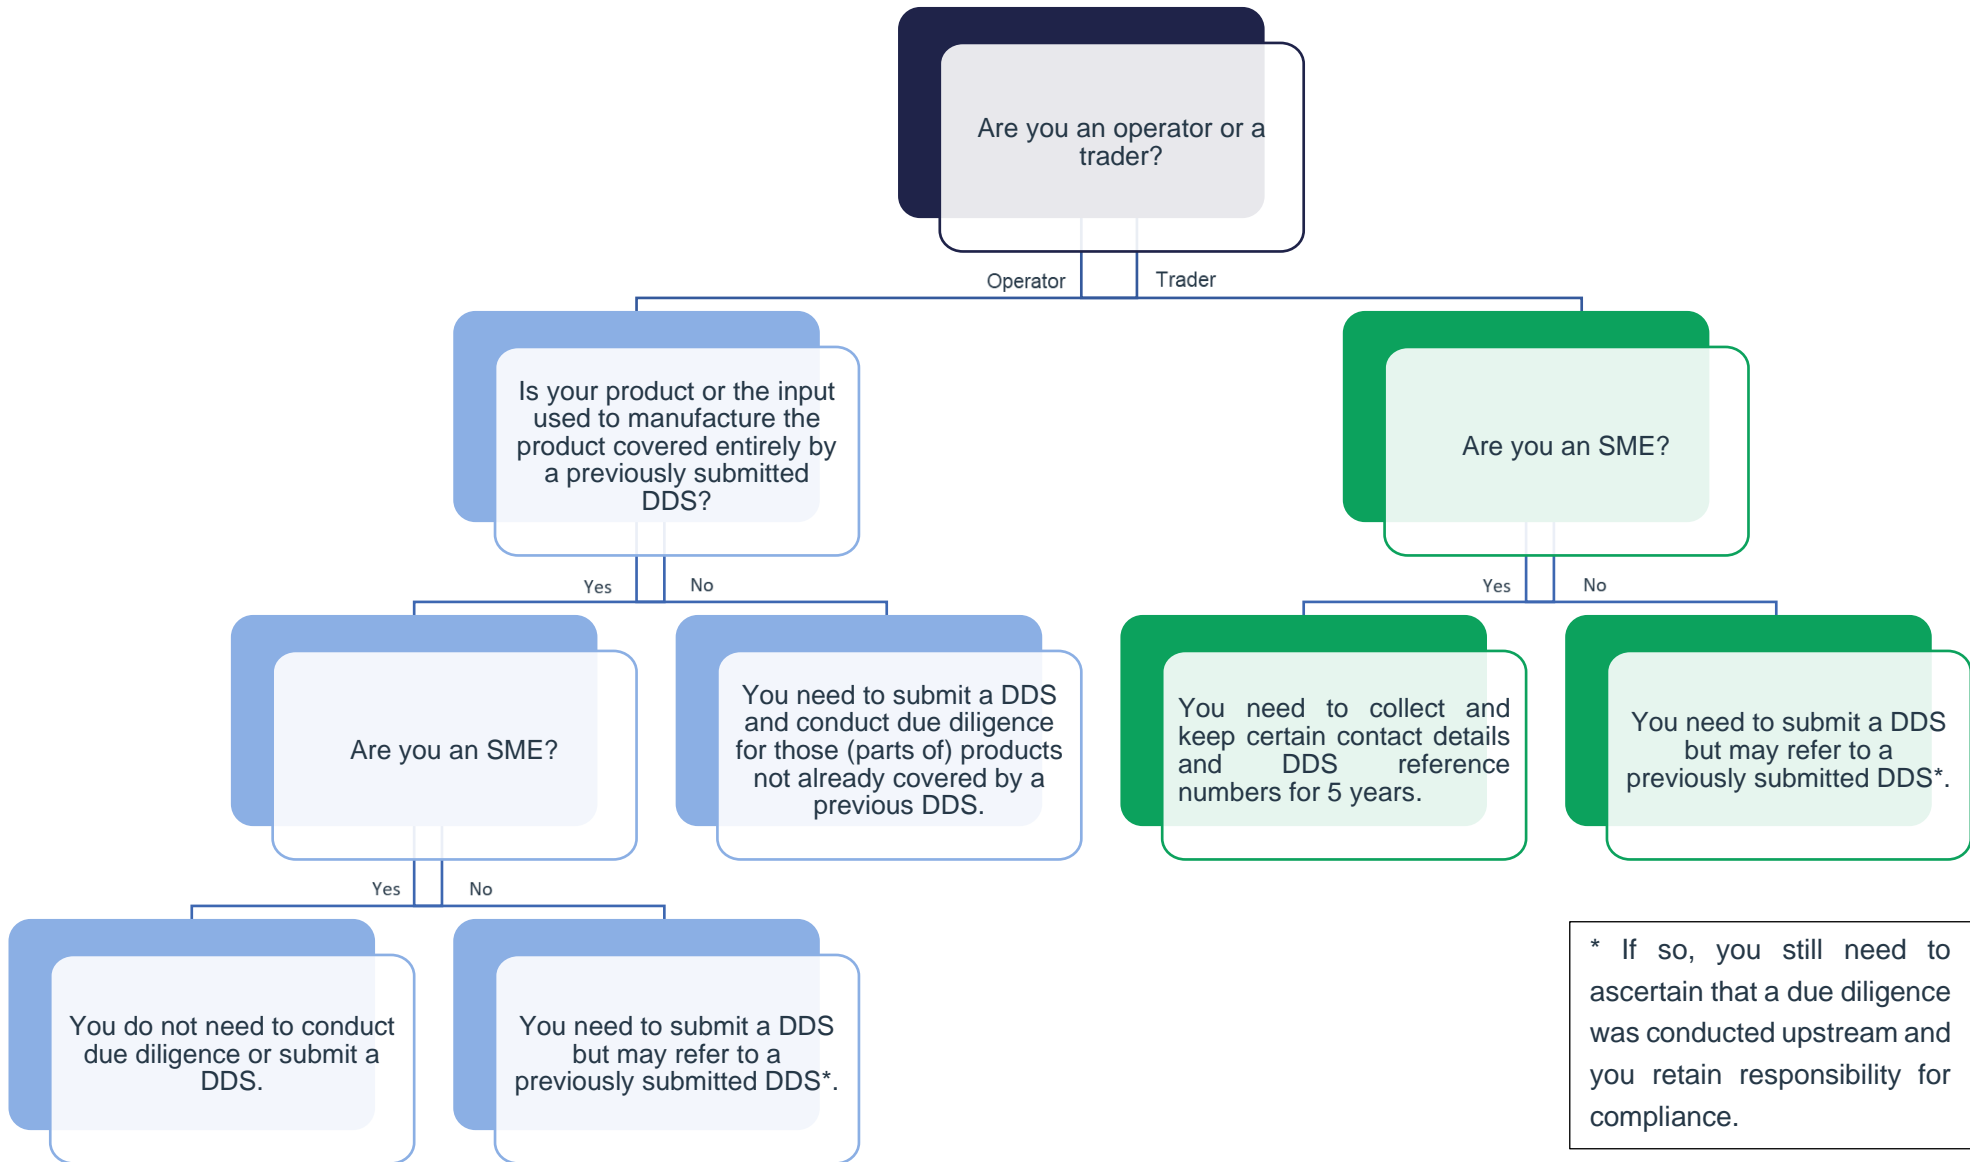 Are you an operator or a
trader?
Operator
Trader
Is your product or the input
used to manufacture the
product covered entirely by
a previously submitted
DDS?
Are you an SME?
Yes
No
Yes
No
Are you an SME?
You need to submit a DDS
and conduct due diligence
for those (parts of) products
not already covered by a
previous DDS.
You need to collect and
keep certain contact details
and DDS reference
numbers for 5 years.
You need to submit a DDS
but may refer to a
previously submitted DDS*.
Yes
No
You do not need to conduct
due diligence or submit a
DDS.
You need to submit a DDS
but may refer to a
previously submitted DDS*.
* If so, you still need to
ascertain that a due diligence
was conducted upstream and
you retain responsibility for
compliance.